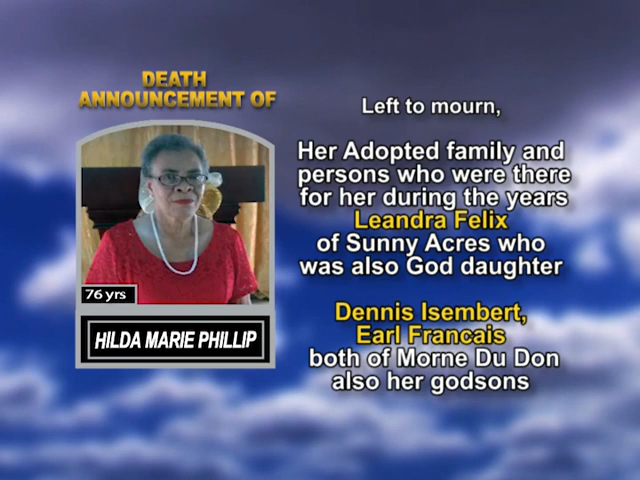 DEATH
ANNOUNCEMENT OF
76 yrs
HILDA MARIE PHILLIP
Left to mourn,
Her Adopted family and
persons who were there
for her during the years
Leandra Felix
of Sunny Acres who
was also God daughter
Dennis Isembert,
Earl Francais
both of Morne Du Don
also her godsons